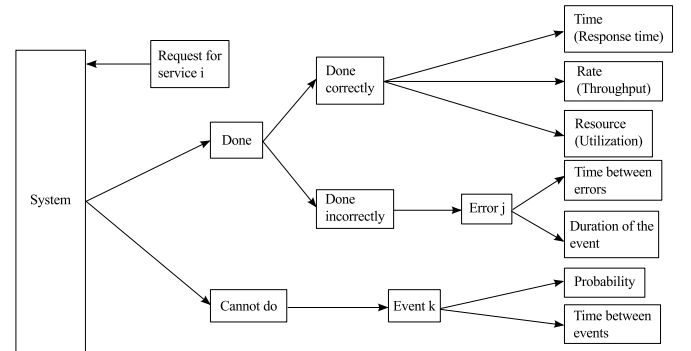 Request for
service i
System
Done
Done
correctly
Time
(Response time)
Rate
(Throughput)
Resource
(Utilization)
Done
incorrectly
Error j
Time between
errors
Duration of the
event
Cannot do
Event k
Probability
Time between
events